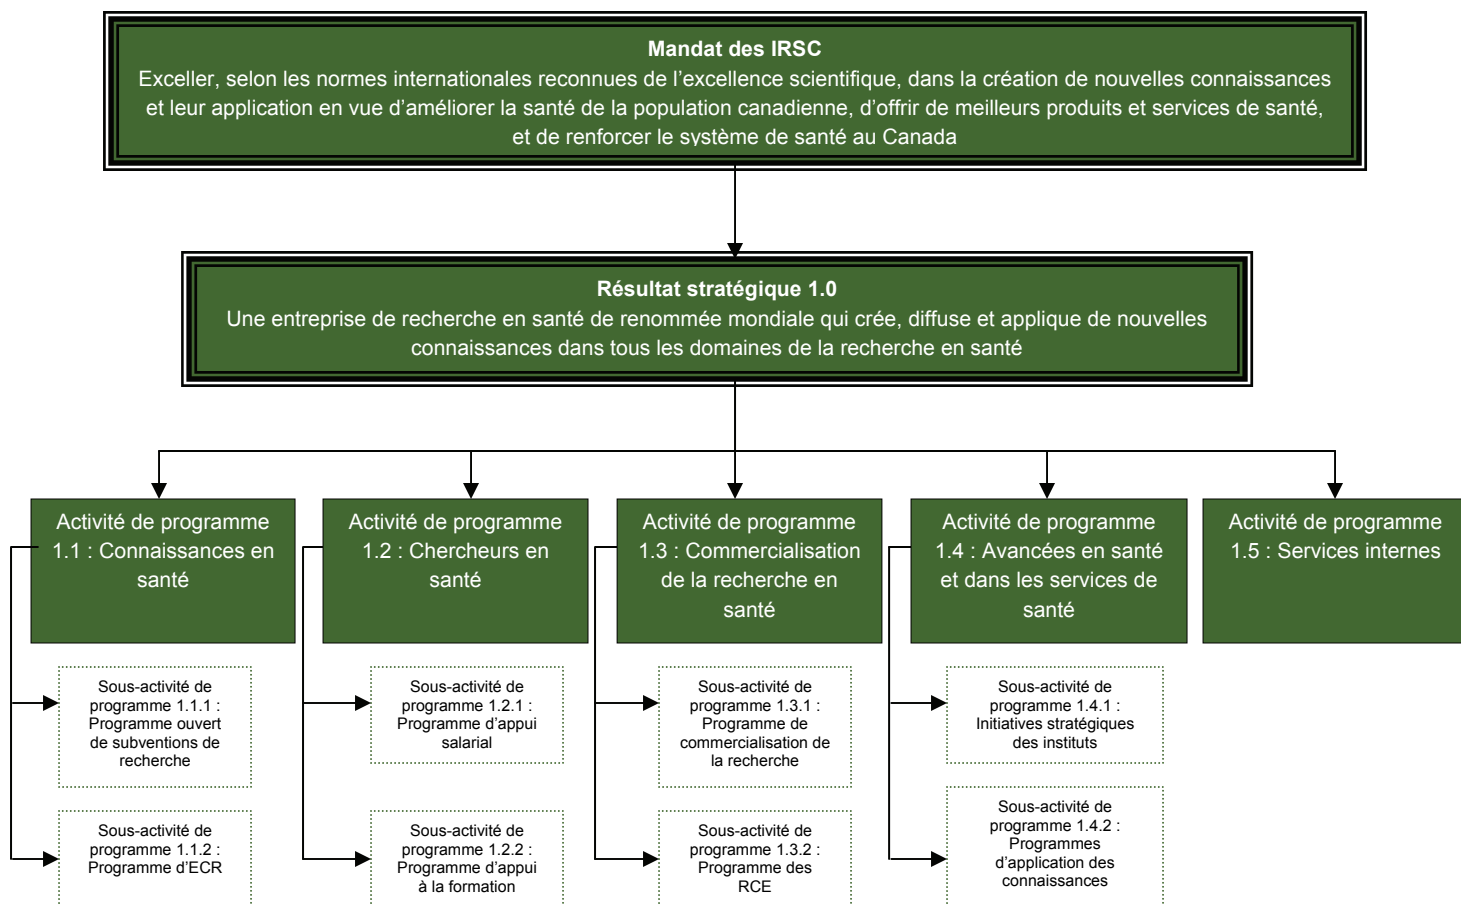 Mandat des IRSC
Exceller, selon les normes internationales reconnues de l’excellence scientifique, dans la création de nouvelles connaissances
et leur application en vue d’améliorer la santé de la population canadienne, d’offrir de meilleurs produits et services de santé,
et de renforcer le système de santé au Canada
Résultat stratégique 1.0
Une entreprise de recherche en santé de renommée mondiale qui crée, diffuse et applique de nouvelles
connaissances dans tous les domaines de la recherche en santé
Activité de programme
1.1 : Connaissances en
santé
Activité de programme
1.2 : Chercheurs en
santé
Activité de programme
1.3 : Commercialisation
de la recherche en
santé
Activité de programme
1.4 : Avancées en santé
et dans les services de
santé
Activité de programme
1.5 : Services internes
Sous-activité de
programme 1.1.1 :
Programme ouvert
de subventions de
recherche
Sous-activité de
programme 1.2.1 :
Programme d’appui
salarial
Sous-activité de
programme 1.3.1 :
Programme de
commercialisation de
la recherche
Sous-activité de
programme 1.4.1 :
Initiatives stratégiques
des instituts
Sous-activité de
programme 1.1.2 :
Programme d’ECR
Sous-activité de
programme 1.2.2 :
Programme d’appui
à la formation
Sous-activité de
programme 1.3.2 :
Programme des
RCE
Sous-activité de
programme 1.4.2 :
Programmes
d’application des
connaissances